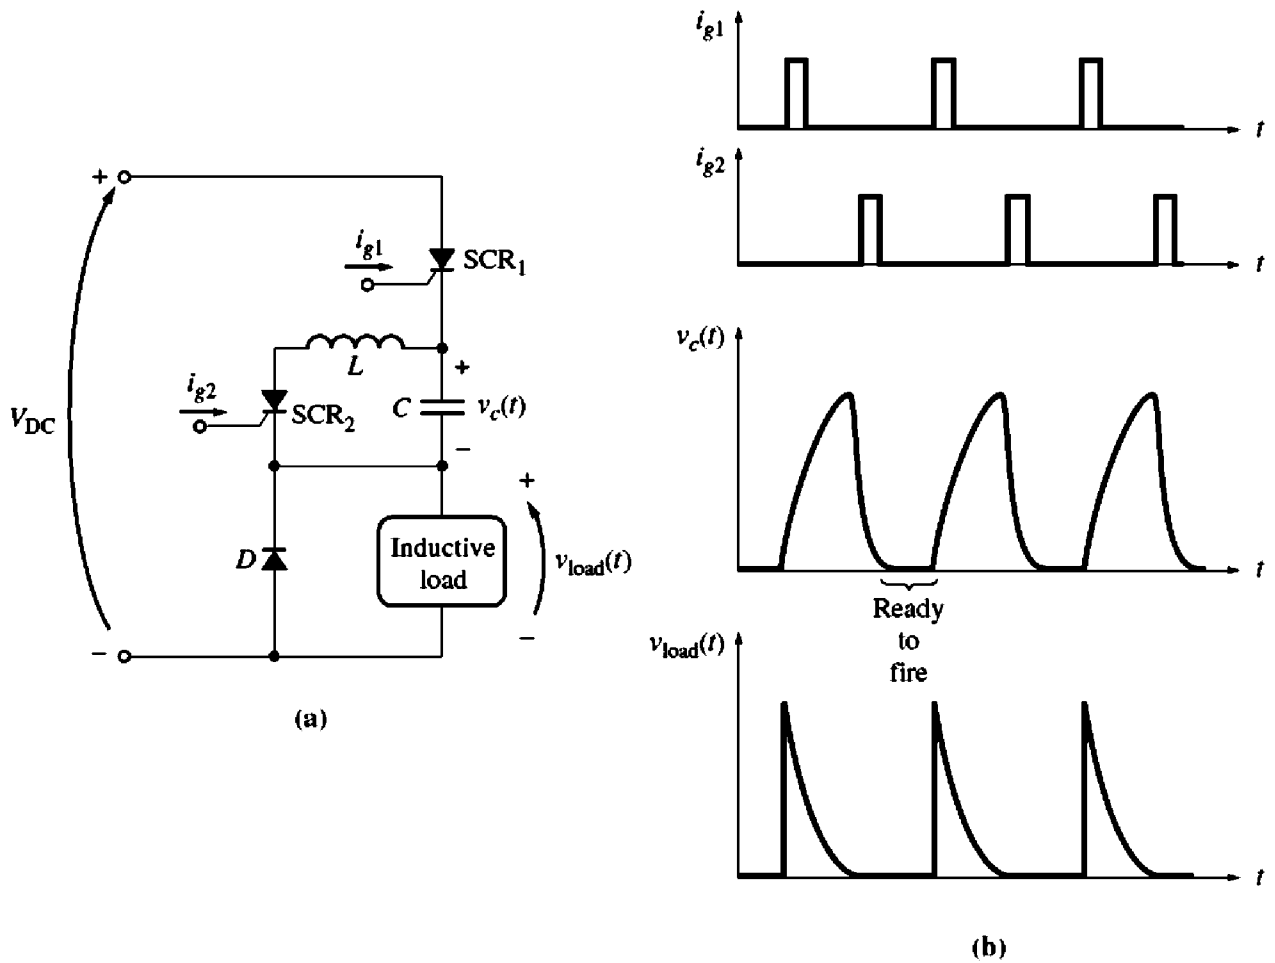 +
i_g1
SCR_1
L
+
i_g2
SCR_2
C
v_c(t)
V_DC
−
+
D
Inductive
load
v_load(t)
−
−
(a)
i_g1
t
i_g2
t
v_c(t)
t
Ready
to
fire
v_load(t)
t
(b)